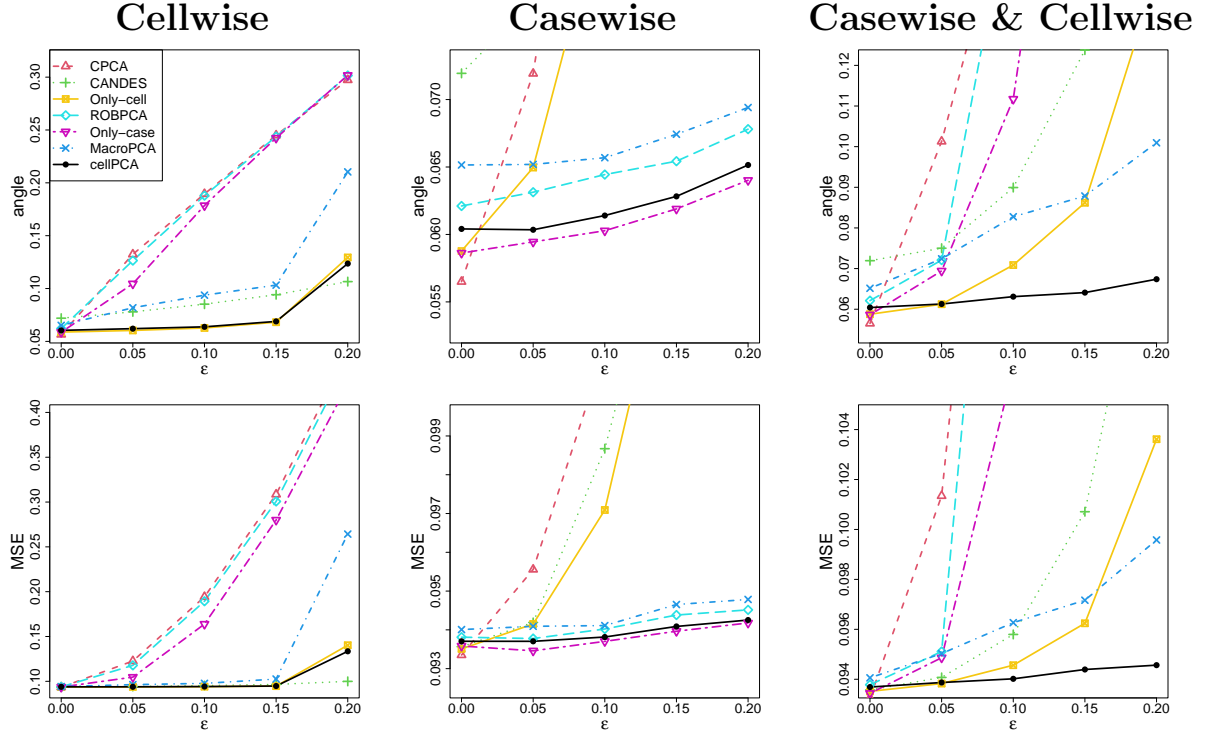 Cellwise
Casewise
Casewise & Cellwise
CPCA
CANDES
Only−cell
ROBPCA
Only−case
MacroPCA
cellPCA
angle
0.05 0.10 0.15 0.20 0.25 0.30
0.00 0.05 0.10 0.15 0.20
ε
angle
0.055 0.060 0.065 0.070
0.00 0.05 0.10 0.15 0.20
ε
angle
0.06 0.07 0.08 0.09 0.10 0.11 0.12
0.00 0.05 0.10 0.15 0.20
ε
MSE
0.10 0.15 0.20 0.25 0.30 0.35 0.40
0.00 0.05 0.10 0.15 0.20
ε
MSE
0.093 0.095 0.097 0.099
0.00 0.05 0.10 0.15 0.20
ε
MSE
0.094 0.096 0.098 0.100 0.102 0.104
0.00 0.05 0.10 0.15 0.20
ε